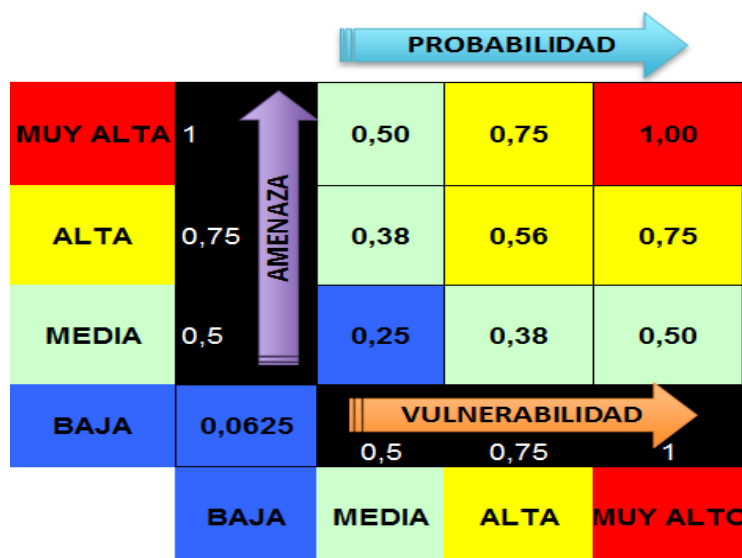 PROBABILIDAD
MUY ALTA 1 0,50 0,75 1,00
AMENAZA
ALTA 0,75 0,38 0,56 0,75
MEDIA 0,5 0,25 0,38 0,50
BAJA 0,0625 VULNERABILIDAD
0,5 0,75 1
BAJA MEDIA ALTA MUY ALTO